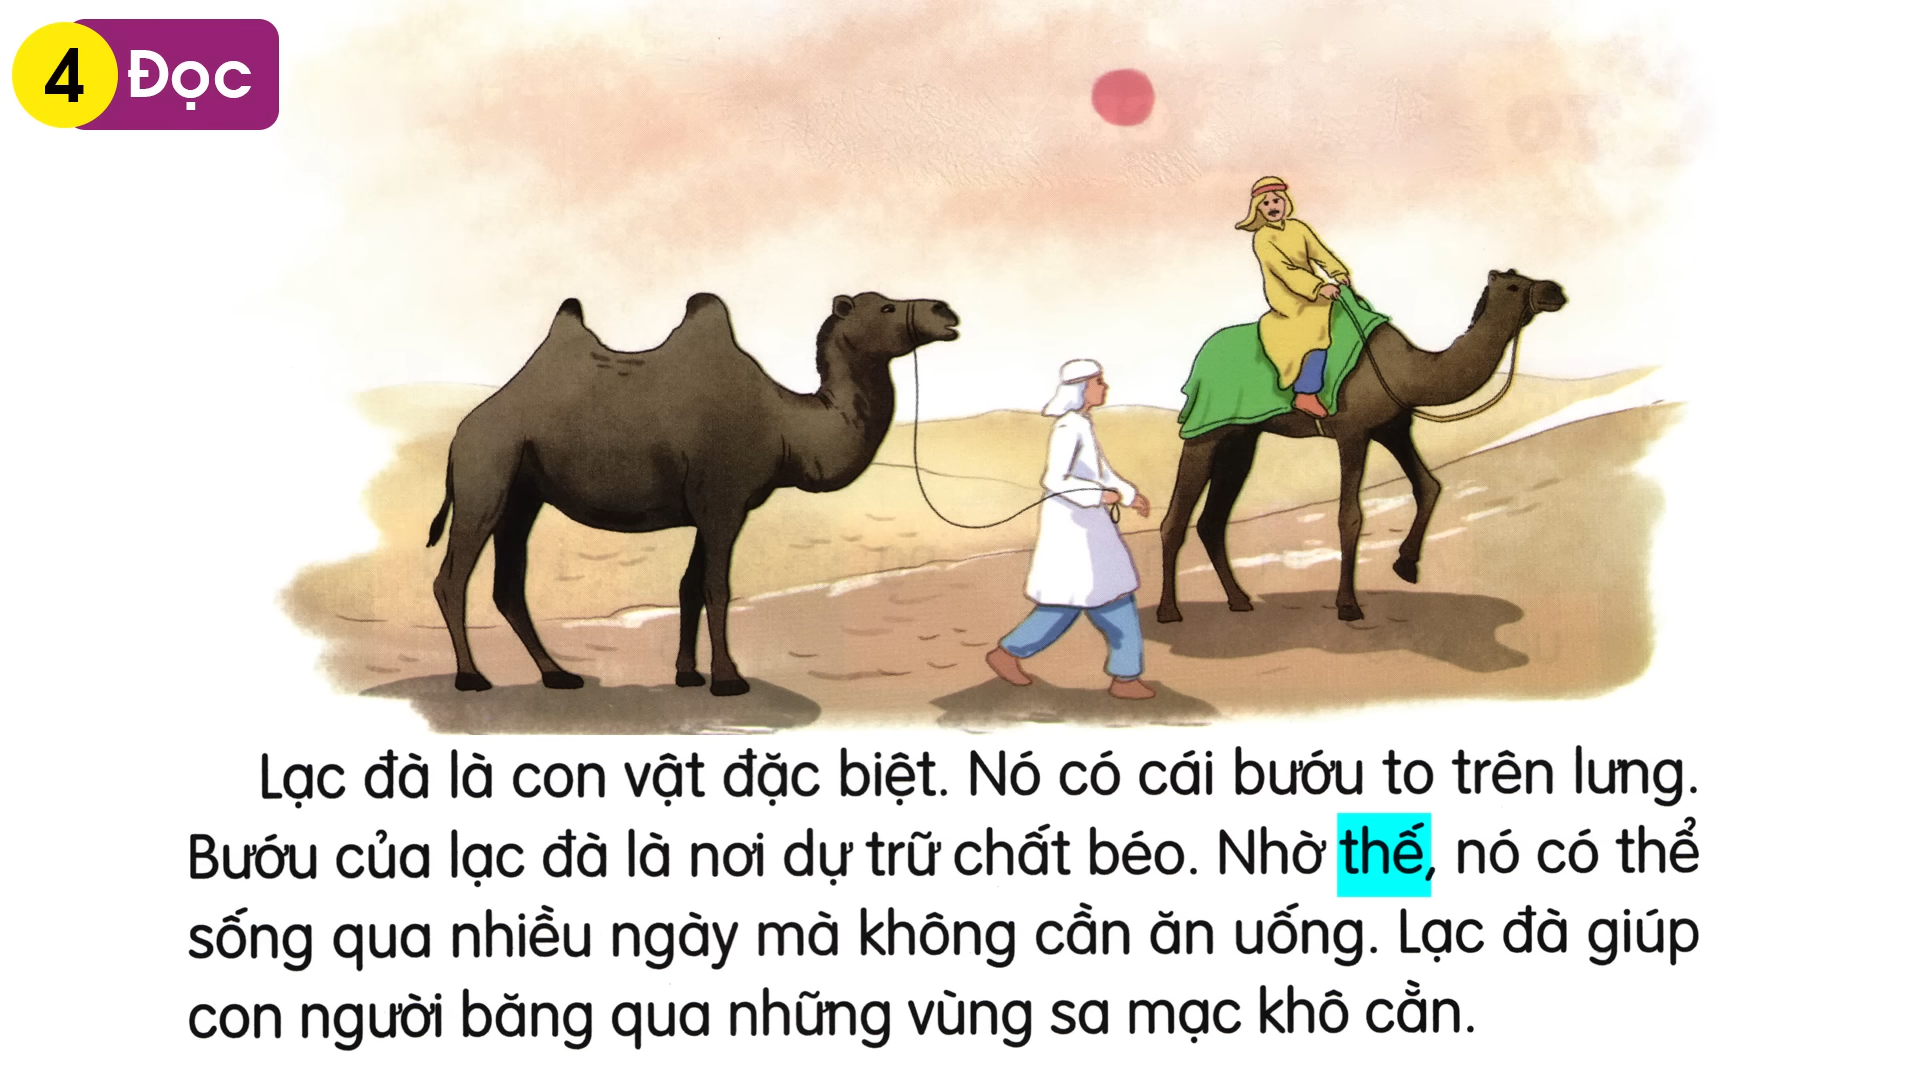 4 Đọc
Lạc đà là con vật đặc biệt. Nó có cái bướu to trên lưng.
Bướu của lạc đà là nơi dự trữ chất béo. Nhờ thế, nó có thể
sống qua nhiều ngày mà không cần ăn uống. Lạc đà giúp
con người băng qua những vùng sa mạc khô cằn.